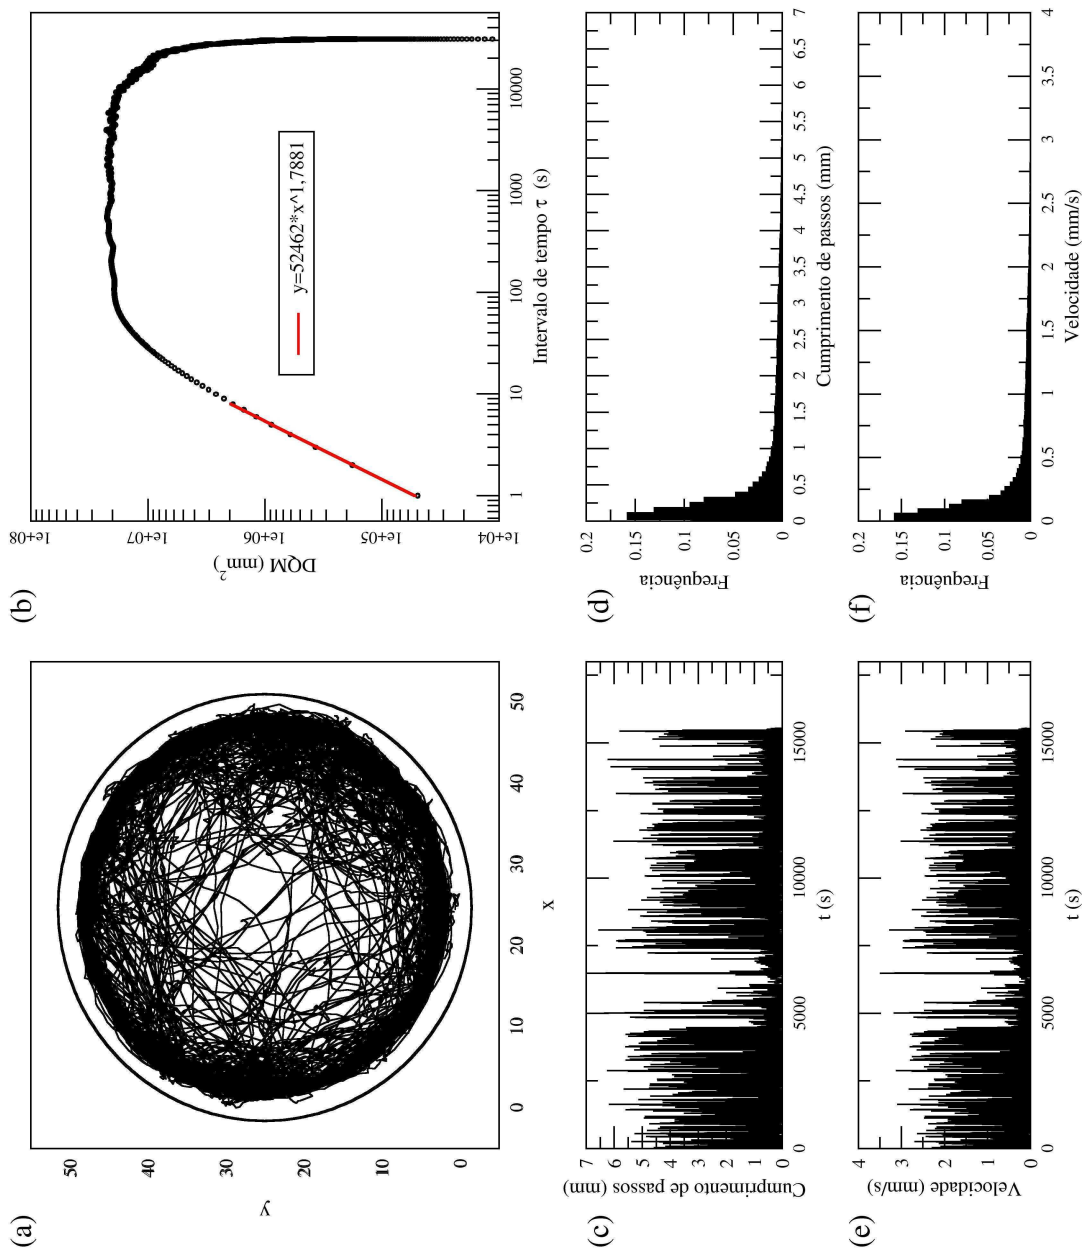 (a)
50
40
30
20
10
0
y
0 10 20 30 40 50
x
(b)
1e+08
1e+07
1e+06
1e+05
1e+04
DQM (mm²)
y=52462*x^1,7881
1 10 100 1000 10000
Intervalo de tempo τ (s)
(c)
7
6
5
4
3
2
1
0
Cumprimento de passos (mm)
0 5000 10000 15000
t (s)
(d)
0.2
0.15
0.1
0.05
0
Frequência
0 0.5 1 1.5 2 2.5 3 3.5 4 4.5 5 5.5 6 6.5 7
Cumprimento de passos (mm)
(e)
4
3
2
1
0
Velocidade (mm/s)
0 5000 10000 15000
t (s)
(f)
0.2
0.15
0.1
0.05
0
Frequência
0 0.5 1 1.5 2 2.5 3 3.5 4
Velocidade (mm/s)